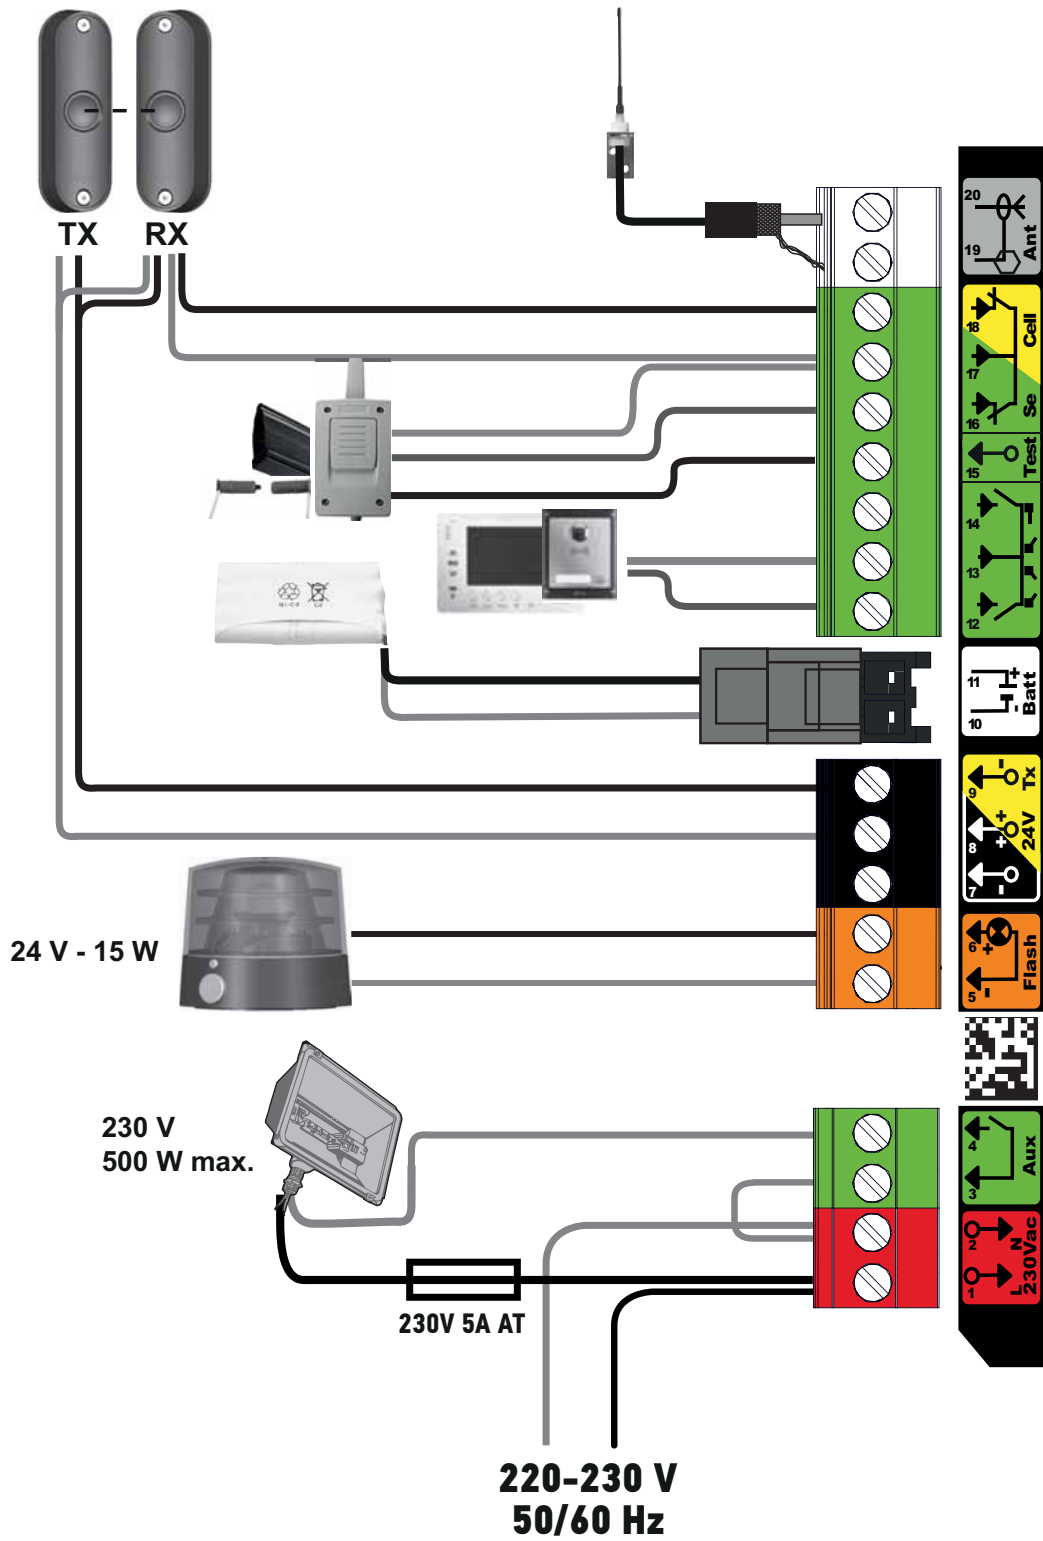 TX RX
20
19
Ant
18
Cell
17
16
Se
15
Test
14
13
12
11
+
Batt
10
-
9
-
Tx
8
+
+
24V
7
-
6
+
Flash
5
-
24 V - 15 W
230 V
500 W max.
4
Aux
3
2
N
230Vac
1
L
230V 5A AT
220-230 V
50/60 Hz